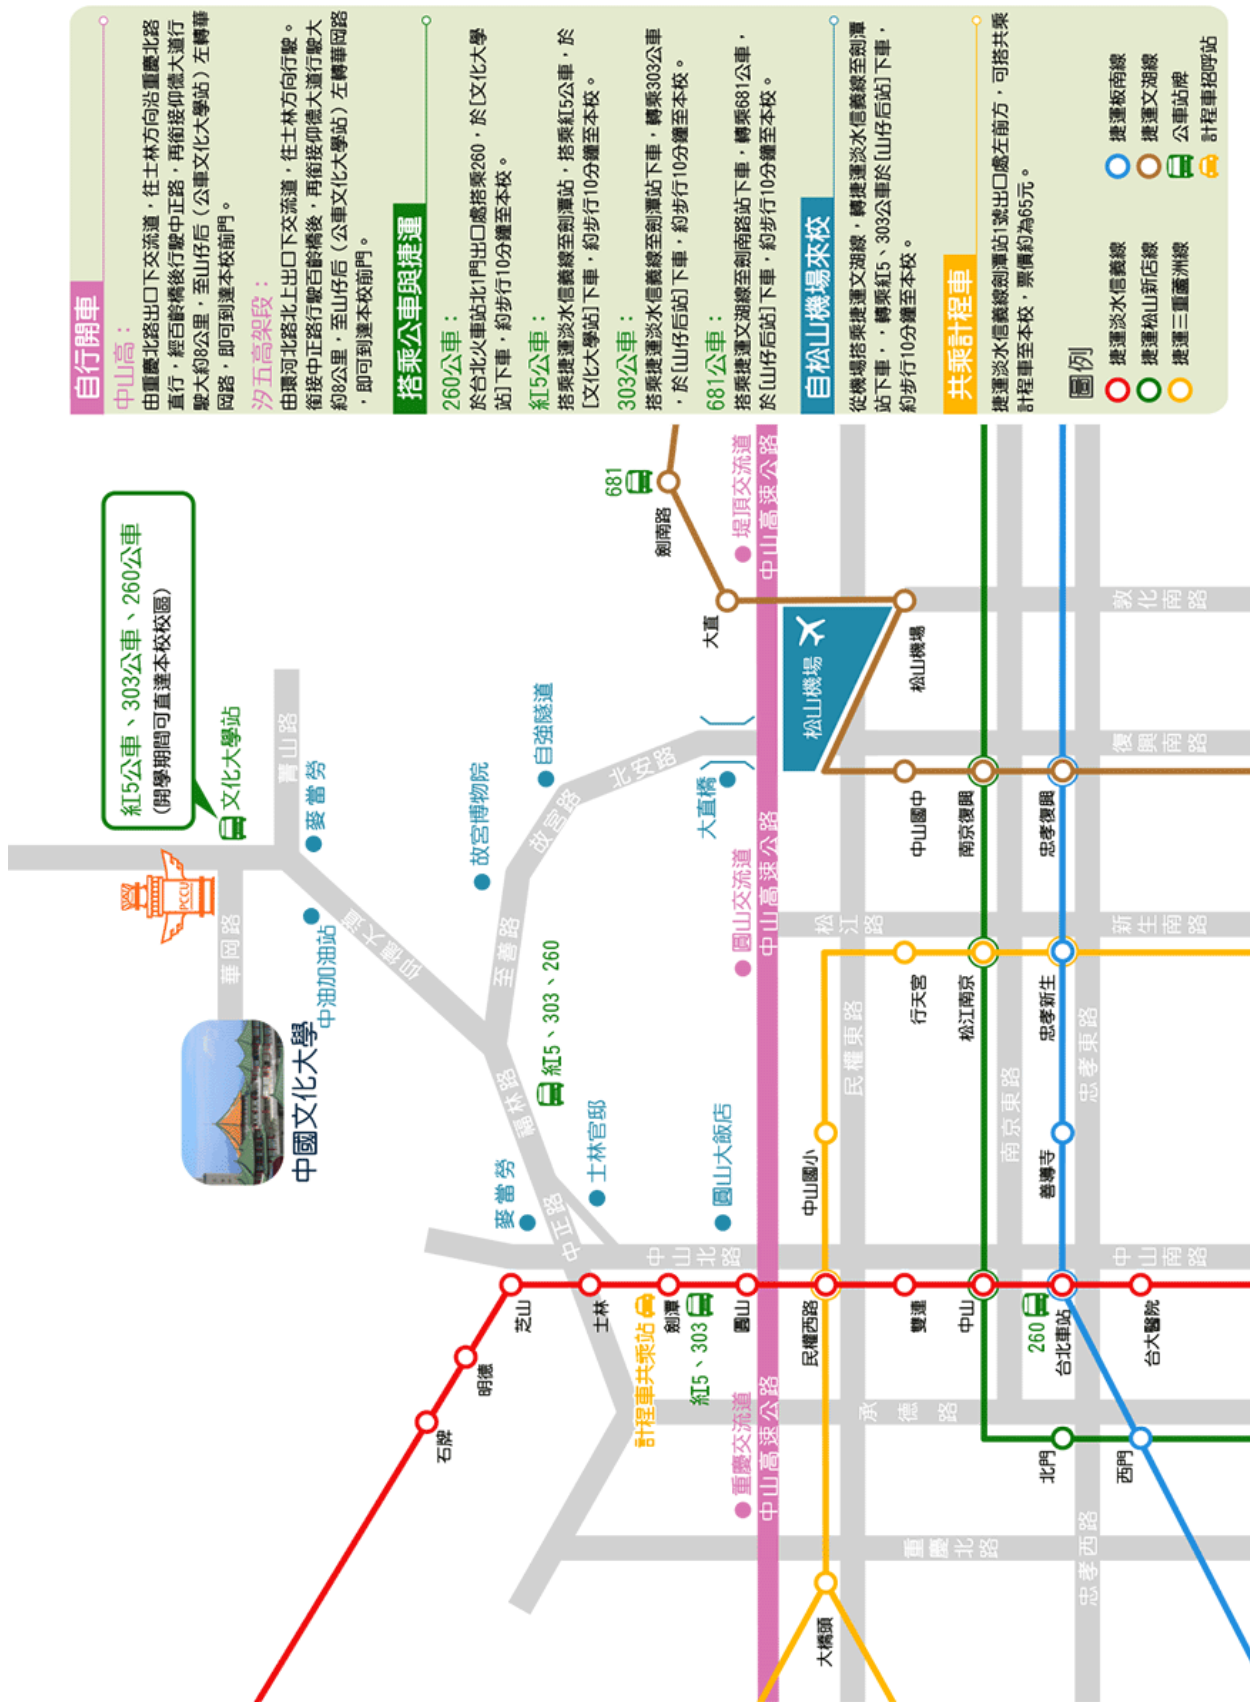 自行開車
中山高：
由重慶北路出口下交流道，往士林方向沿重慶北路
直行，經百齡橋後行駛中正路，再銜接仰德大道行
駛大約8公里，至山仔后（公車文化大學站）左轉華
岡路，即可到達本校前門。
汐五高架段：
由環河北路北上出口下交流道，往士林方向行駛。
銜接中正路行駛百齡橋後，再銜接仰德大道行駛大
約8公里，至山仔后（公車文化大學站）左轉華岡路
，即可到達本校前門。
搭乘公車與捷運
260公車：
於台北火車站北1門出口處搭乘260，於[文化大學
站]下車，約步行10分鐘至本校。
紅5公車：
搭乘捷運淡水信義線至劍潭站，搭乘紅5公車，於
[文化大學站]下車，約步行10分鐘至本校。
303公車：
搭乘捷運淡水信義線至劍潭站下車，轉乘303公車
，於[山仔后站]下車，約步行10分鐘至本校。
681公車：
搭乘捷運文湖線至劍南路站下車，轉乘681公車，
於[山仔后站]下車，約步行10分鐘至本校。
自松山機場來校
從機場搭乘捷運文湖線，轉捷運淡水信義線至劍潭
站下車，，轉乘紅5、303公車於[山仔后站]下車，
約步行10分鐘至本校。
共乘計程車
捷運淡水信義線劍潭站1號出口處左前方，可搭共乘
計程車至本校，票價約為65元。
圖例
捷運淡水信義線
捷運板南線
捷運松山新店線
捷運文湖線
捷運三重蘆洲線
公車站牌
計程車招呼站
紅5公車、303公車、260公車
(開學期間可直達本校校區)
文化大學站
PCCU
華岡路
菁山路
麥當勞
中油加油站
中國文化大學
仰德大道
故宮博物院
自強隧道
至善路
故宮路
北安路
大直橋
紅5、303、260
福林路
士林官邸
麥當勞
中正路
中山北路
圓山大飯店
681
劍南路
大直
堤頂交流道
中山高速公路
圓山交流道
中山高速公路
重慶交流道
中山高速公路
松山機場
松山機場
石牌
明德
芝山
士林
計程車共乘站
劍潭
紅5、303
圓山
民權西路
雙連
中山
260
台北車站
台大醫院
大橋頭
中山國小
行天宮
松江南京
忠孝新生
善導寺
中山國中
南京復興
忠孝復興
北門
西門
松江路
民權東路
南京東路
忠孝東路
忠孝西路
承德路
重慶北路
中山南路
新生南路
復興南路
敦化南路